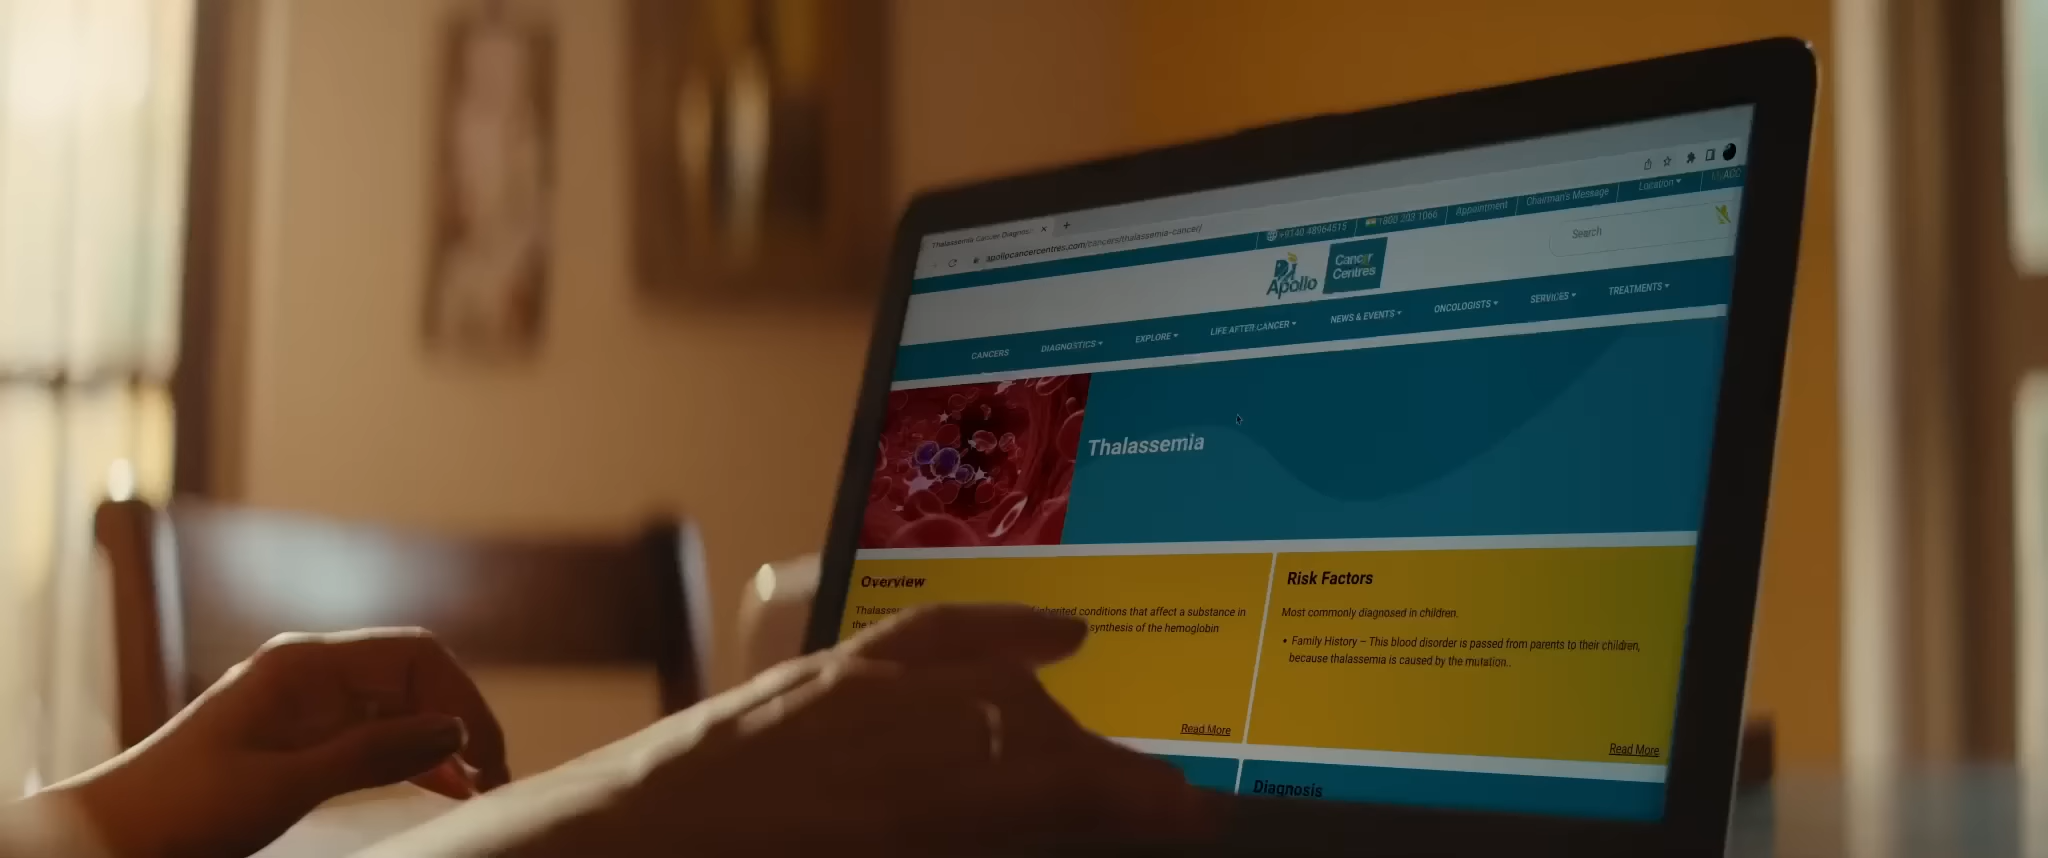 Thalassemia Cancer Diagnosi
apollocancercentres.com/cancers/thalassemia-cancer/
+9140 48964515
1800 203 1066
Appointment
Chairman's Message
Location
Apollo
Cancer
Centres
Search
CANCERS
DIAGNOSTICS
EXPLORE
LIFE AFTER CANCER
NEWS & EVENTS
ONCOLOGISTS
SERVICES
TREATMENTS
Thalassemia
Overview
inherited conditions that affect a substance in
synthesis of the hemoglobin
Read More
Risk Factors
Most commonly diagnosed in children.
• Family History – This blood disorder is passed from parents to their children,
because thalassemia is caused by the mutation..
Read More
Diagnosis